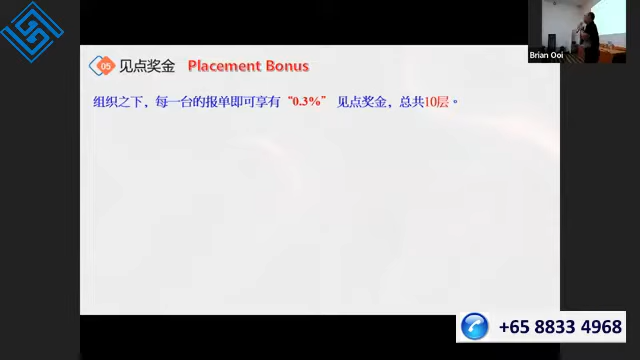 Brian Ooi
05 见点奖金 Placement Bonus
组织之下，每一台的报单即可享有“0.3%” 见点奖金，总共10层。
+65 8833 4968